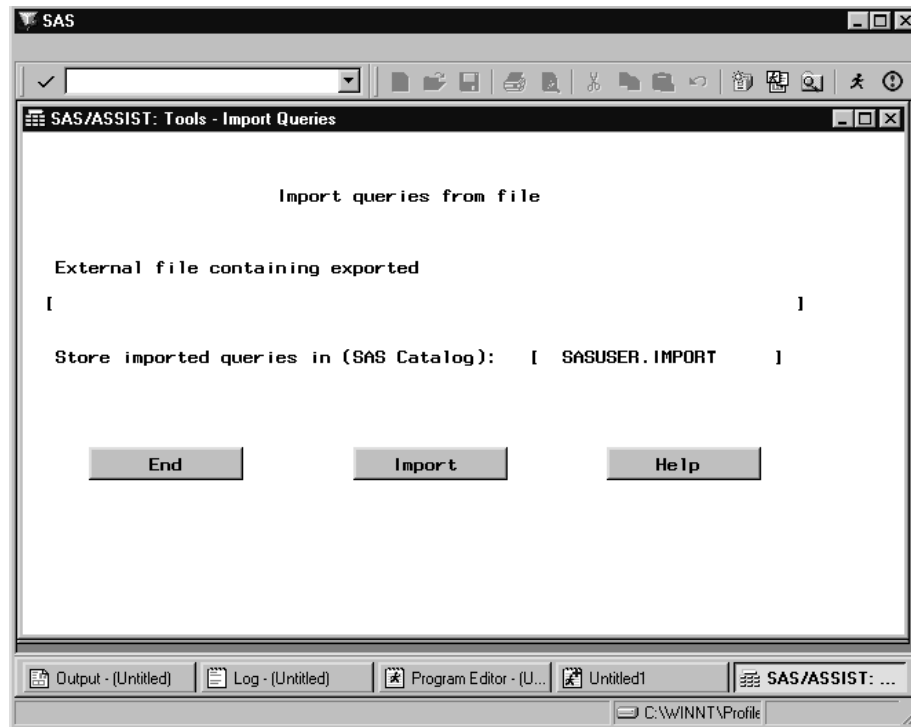 SAS
SAS/ASSIST: Tools - Import Queries
Import queries from file
External file containing exported
[ ]
Store imported queries in (SAS Catalog): [ SASUSER.IMPORT ]
End Import Help
Output - (Untitled) Log - (Untitled) Program Editor - (U... Untitled1 SAS/ASSIST: ...
C:\WINNT\Profile